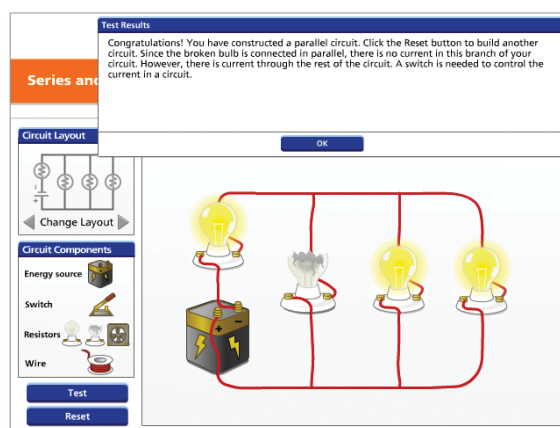 Test Results
Congratulations! You have constructed a parallel circuit. Click the Reset button to build another
circuit. Since the broken bulb is connected in parallel, there is no current in this branch of your
circuit. However, there is current through the rest of the circuit. A switch is needed to control the
current in a circuit.
OK
Series and
Circuit Layout
+
Change Layout
Circuit Components
Energy source
Switch
Resistors
Wire
Test
Reset
+ −